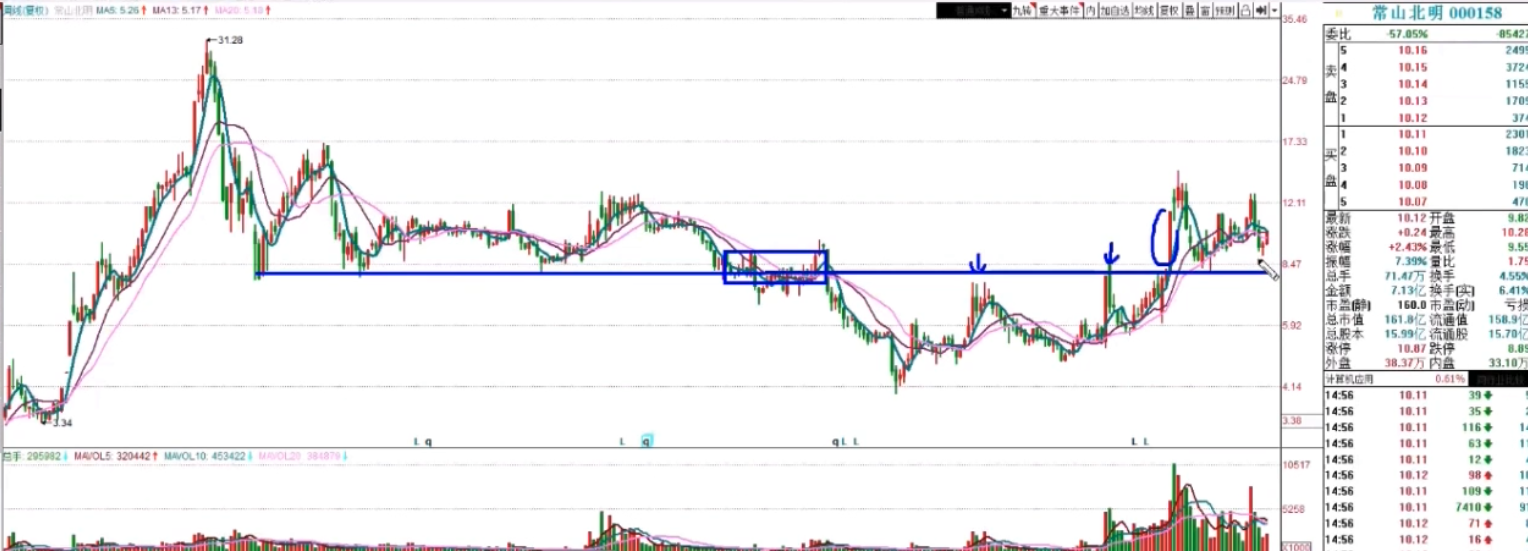 周线(复权) 常山北明 MA5: 5.26↑ MA13: 5.17↑ MA20: 5.10↑
九转 重大事件 内 加自选 均线 复权 叠 窗 预测
常山北明 000158
31.28
3.34
35.46
24.79
17.33
12.11
8.47
5.92
4.14
3.38
L q
L q
q L L
L L
总手: 295982↓ MAVOL5: 320442↑ MAVOL10: 453422↓ MAVOL20: 384879↓
10517
5258
X1000
委比 -57.05% -85427
卖盘
5 10.16 2499
4 10.15 3724
3 10.14 1155
2 10.13 1709
1 10.12 374
买盘
1 10.11 2301
2 10.10 1823
3 10.09 714
4 10.08 198
5 10.07 470
最新 10.12 开盘 9.82
涨跌 +0.24 最高 10.28
涨幅 +2.43% 最低 9.55
振幅 7.39% 量比 1.75
总手 71.47万 换手 4.55%
金额 7.13亿 换手(实) 6.41%
市盈(静) 160.0 市盈(动) 亏损
总市值 161.8亿 流通值 158.9亿
总股本 15.99亿 流通股 15.70亿
涨停 10.87 跌停 8.89
外盘 38.37万 内盘 33.10万
计算机应用 0.61%
14:56 10.11 39
14:56 10.11 35
14:56 10.11 116
14:56 10.11 63
14:56 10.11 12
14:56 10.12 98
14:56 10.11 109
14:56 10.11 7410
14:56 10.12 71
14:56 10.12 16